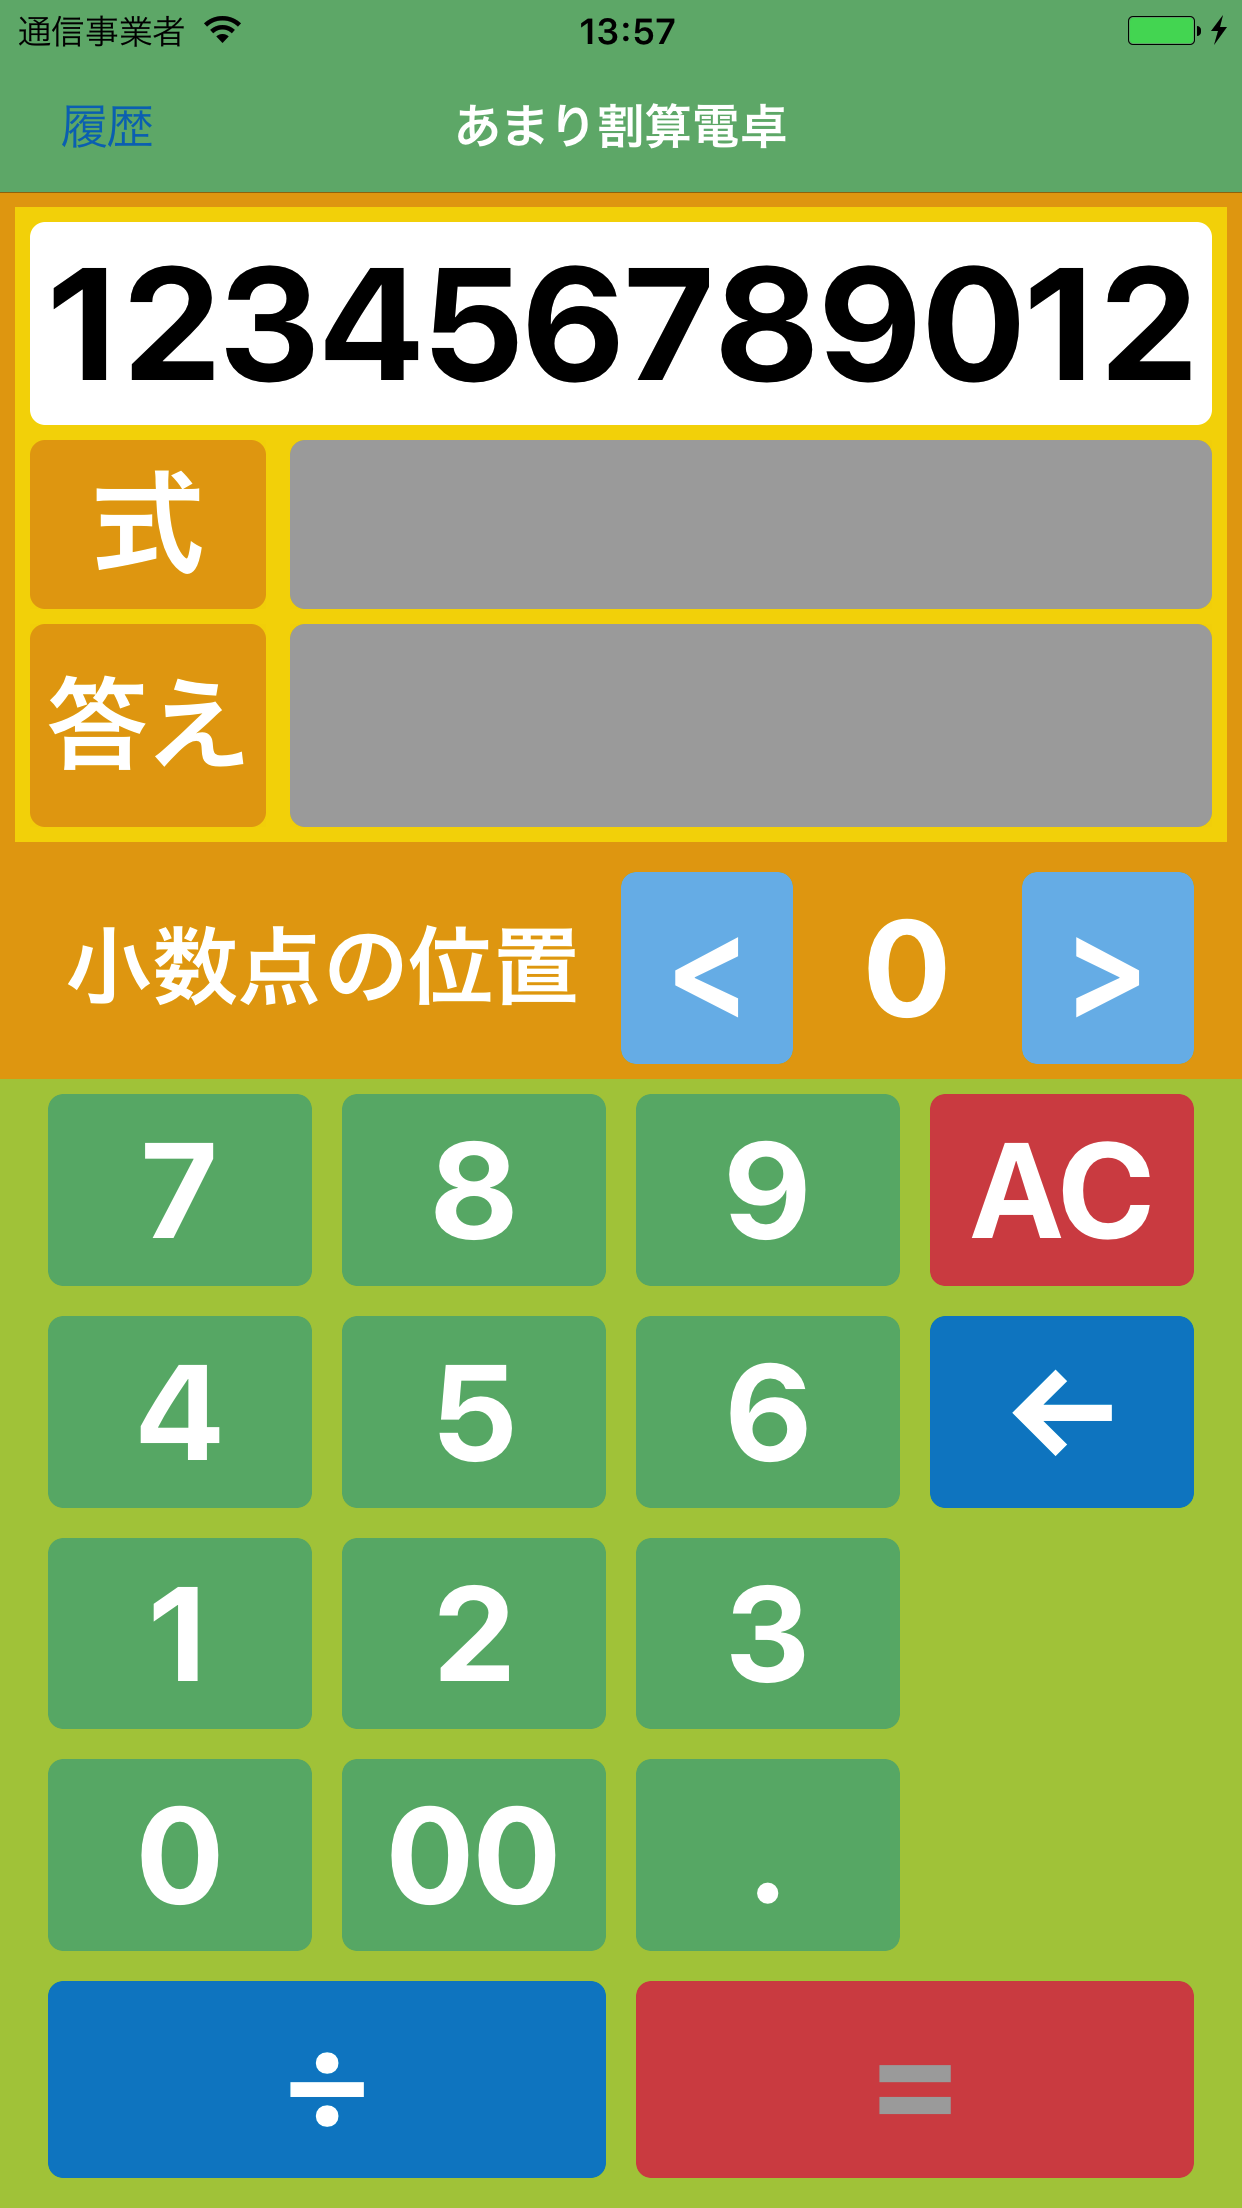 通信事業者 13:57
履歴 あまり割算電卓
123456789012
式
答え
小数点の位置 < 0 >
7 8 9 AC
4 5 6 ←
1 2 3
0 00 .
÷ =